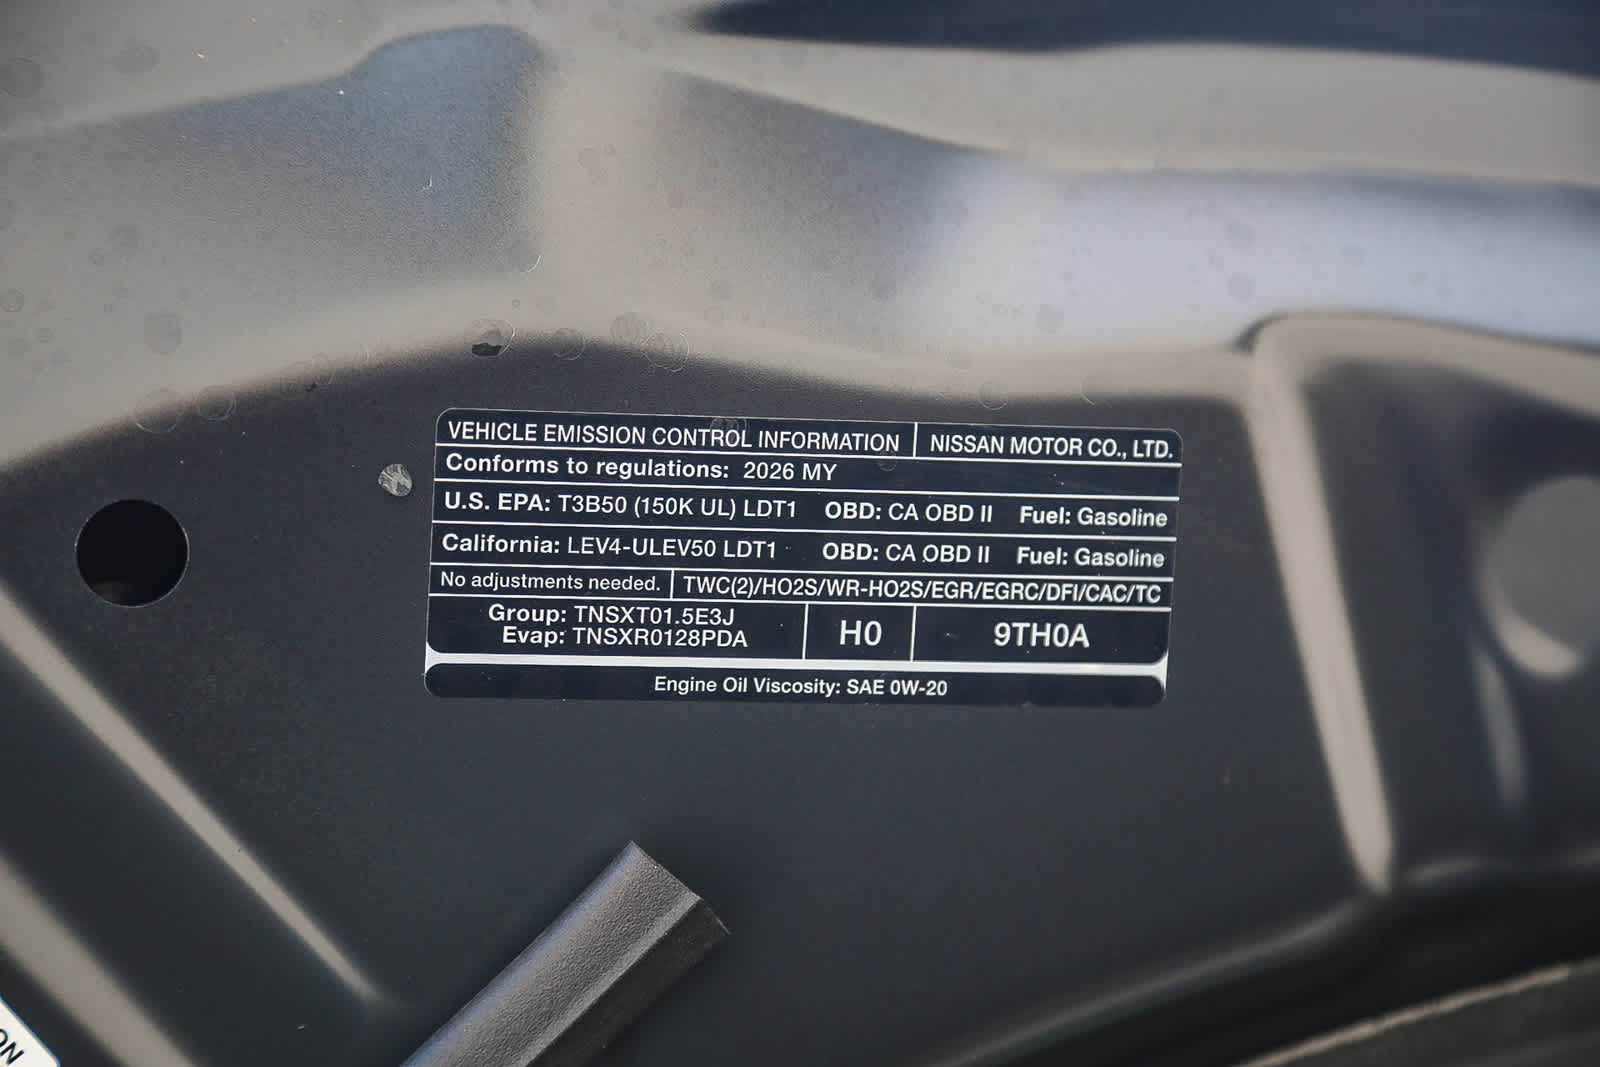 VEHICLE EMISSION CONTROL INFORMATION NISSAN MOTOR CO., LTD.
Conforms to regulations: 2026 MY
U.S. EPA: T3B50 (150K UL) LDT1 OBD: CA OBD II Fuel: Gasoline
California: LEV4-ULEV50 LDT1 OBD: CA OBD II Fuel: Gasoline
No adjustments needed. TWC(2)/HO2S/WR-HO2S/EGR/EGRC/DFI/CAC/TC
Group: TNSXT01.5E3J
Evap: TNSXR0128PDA
H0
9TH0A
Engine Oil Viscosity: SAE 0W-20
ON